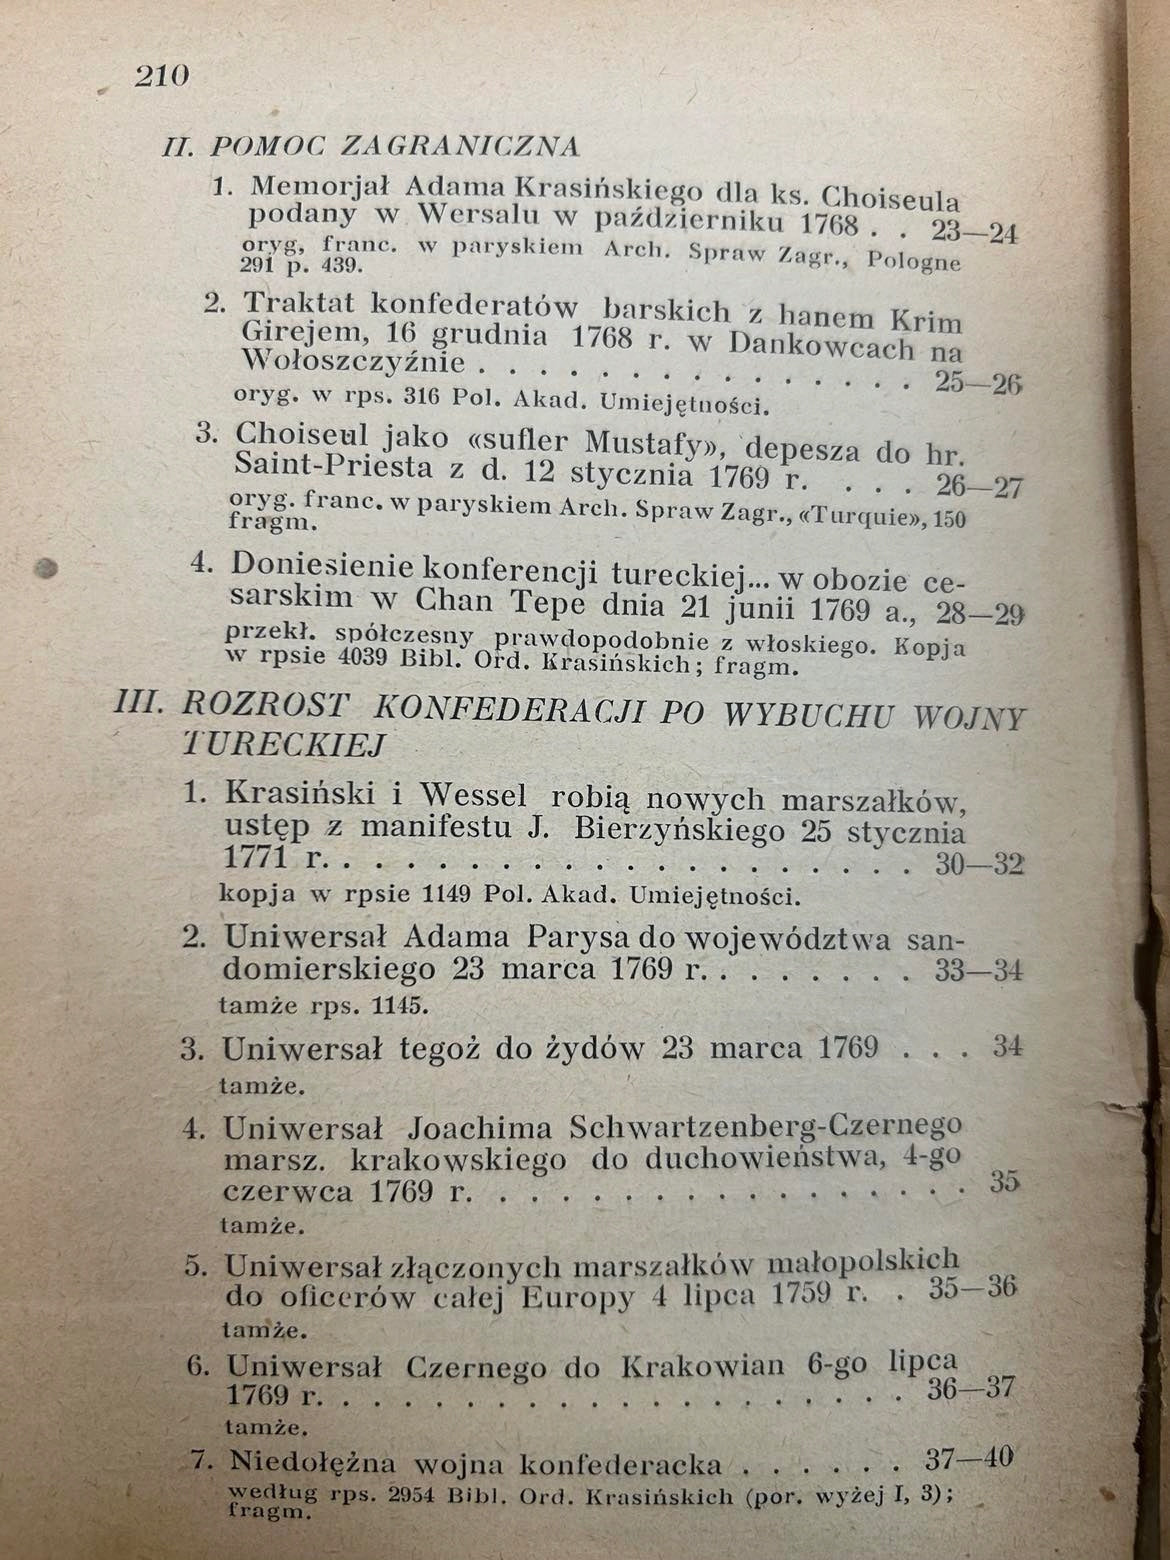 210
II. POMOC ZAGRANICZNA
1. Memorjał Adama Krasińskiego dla ks. Choiseula
podany w Wersalu w październiku 1768 . . 23—24
oryg. franc. w paryskiem Arch. Spraw Zagr., Pologne
291 p. 439.
2. Traktat konfederatów barskich z hanem Krim
Girejem, 16 grudnia 1768 r. w Dankowcach na
Wołoszczyźnie . . . . . . . . . . . . . . . 25—26
oryg. w rps. 316 Pol. Akad. Umiejętności.
3. Choiseul jako «sufler Mustafy», depesza do hr.
Saint-Priesta z d. 12 stycznia 1769 r. . . . . 26—27
oryg. franc. w paryskiem Arch. Spraw Zagr., «Turquie», 150
fragm.
4. Doniesienie konferencji tureckiej... w obozie ce-
sarskim w Chan Tepe dnia 21 junii 1769 a., 28—29
przekł. spółczesny prawdopodobnie z włoskiego. Kopja
w rpsie 4039 Bibl. Ord. Krasińskich; fragm.
III. ROZROST KONFEDERACJI PO WYBUCHU WOJNY
TURECKIEJ
1. Krasiński i Wessel robią nowych marszałków,
ustęp z manifestu J. Bierzyńskiego 25 stycznia
1771 r. . . . . . . . . . . . . . . . . . . . 30—32
kopja w rpsie 1149 Pol. Akad. Umiejętności.
2. Uniwersał Adama Parysa do województwa san-
domierskiego 23 marca 1769 r. . . . . . . . 33—34
tamże rps. 1145.
3. Uniwersał tegoż do żydów 23 marca 1769 . . . 34
tamże.
4. Uniwersał Joachima Schwartzenberg-Czernego
marsz. krakowskiego do duchowieństwa, 4-go
czerwca 1769 r. . . . . . . . . . . . . . . . . 35
tamże.
5. Uniwersał złączonych marszałków małopolskich
do oficerów całej Europy 4 lipca 1759 r. . 35—36
tamże.
6. Uniwersał Czernego do Krakowian 6-go lipca
1769 r. . . . . . . . . . . . . . . . . . . . 36—37
tamże.
7. Niedołężna wojna konfederacka . . . . . . 37—40
według rps. 2954 Bibl. Ord. Krasińskich (por. wyżej I, 3);
fragm.